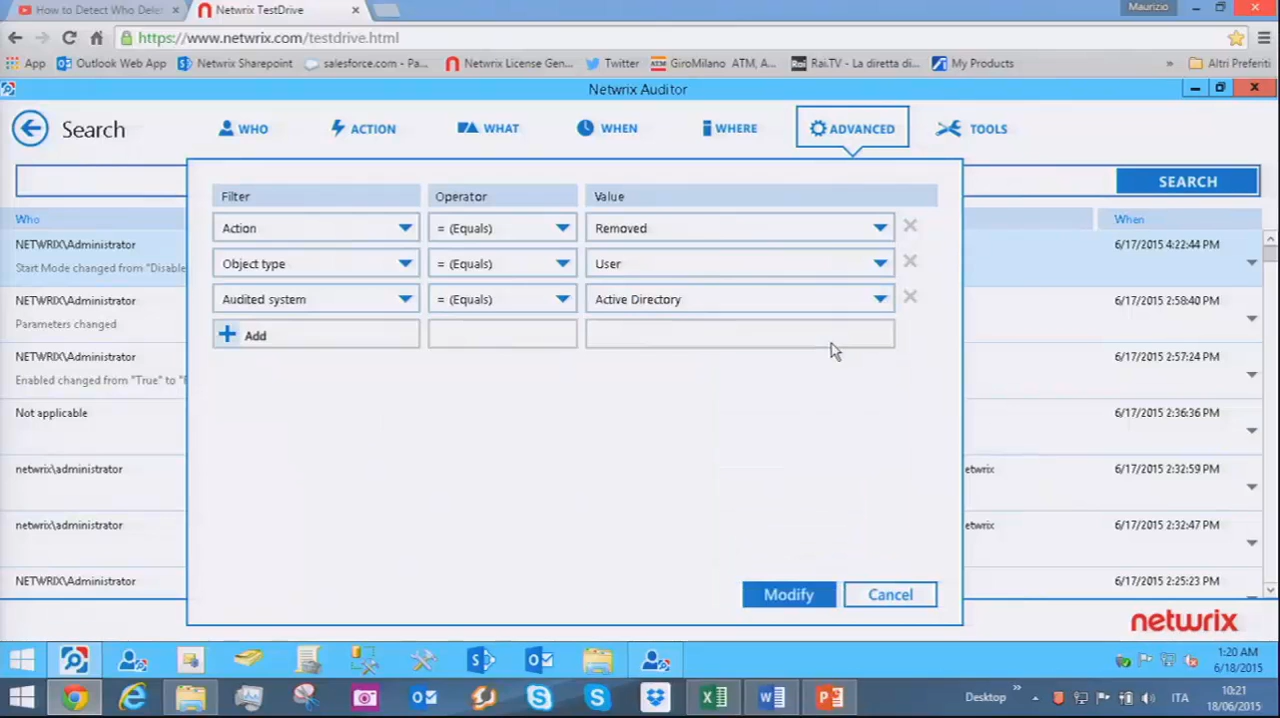 How to Detect Who Delet
Netwrix TestDrive
Maurizio
https://www.netwrix.com/testdrive.html
App
Outlook Web App
Netwrix Sharepoint
salesforce.com - Pa...
Netwrix License Gen...
Twitter
GiroMilano ATM, A...
Rai.TV - La diretta di...
My Products
»
Altri Preferiti
Netwrix Auditor
Search
WHO
ACTION
WHAT
WHEN
WHERE
ADVANCED
TOOLS
SEARCH
Filter
Operator
Value
Action
= (Equals)
Removed
Object type
= (Equals)
User
Audited system
= (Equals)
Active Directory
Add
Modify
Cancel
Who
When
NETWRIX\Administrator
6/17/2015 4:22:44 PM
Start Mode changed from "Disable
NETWRIX\Administrator
6/17/2015 2:58:40 PM
Parameters changed
NETWRIX\Administrator
6/17/2015 2:57:24 PM
Enabled changed from "True" to "F
Not applicable
6/17/2015 2:36:36 PM
netwrix\administrator
netwrix
6/17/2015 2:32:59 PM
netwrix\administrator
netwrix
6/17/2015 2:32:47 PM
NETWRIX\Administrator
6/17/2015 2:25:23 PM
netwrix
1:20 AM
6/18/2015
Desktop
»
ITA
10:21
18/06/2015